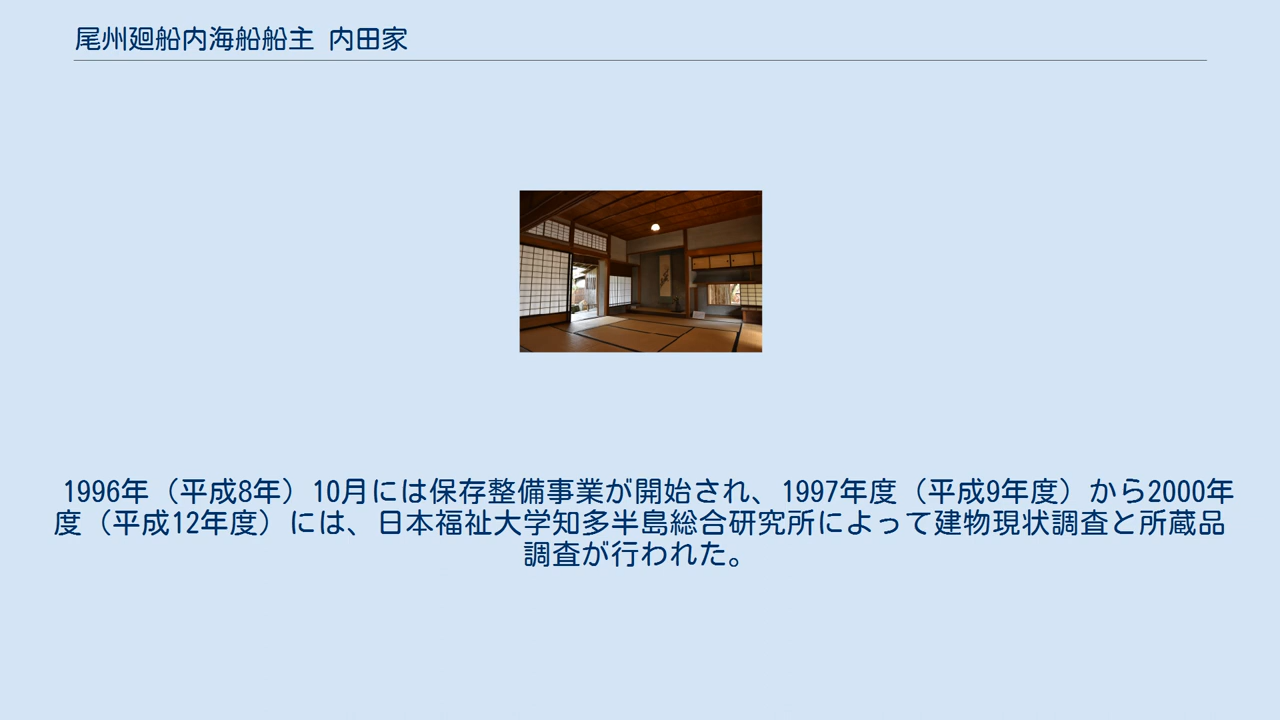 尾州廻船内海船船主 内田家
1996年（平成8年）10月には保存整備事業が開始され、1997年度（平成9年度）から2000年
度（平成12年度）には、日本福祉大学知多半島総合研究所によって建物現状調査と所蔵品
調査が行われた。